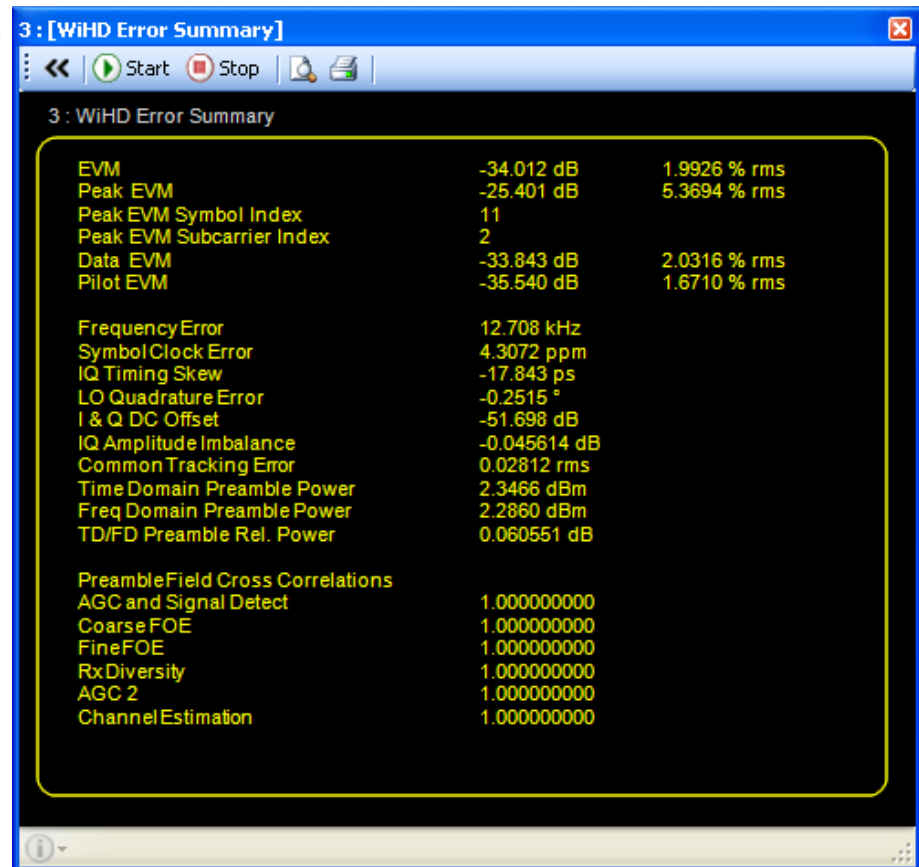 3 : [WiHD Error Summary]
Start Stop
3 : WiHD Error Summary
EVM -34.012 dB 1.9926 % rms
Peak EVM -25.401 dB 5.3694 % rms
Peak EVM Symbol Index 11
Peak EVM Subcarrier Index 2
Data EVM -33.843 dB 2.0316 % rms
Pilot EVM -35.540 dB 1.6710 % rms
Frequency Error 12.708 kHz
Symbol Clock Error 4.3072 ppm
IQ Timing Skew -17.843 ps
LO Quadrature Error -0.2515 °
I & Q DC Offset -51.698 dB
IQ Amplitude Imbalance -0.045614 dB
Common Tracking Error 0.02812 rms
Time Domain Preamble Power 2.3466 dBm
Freq Domain Preamble Power 2.2860 dBm
TD/FD Preamble Rel. Power 0.060551 dB
Preamble Field Cross Correlations
AGC and Signal Detect 1.000000000
Coarse FOE 1.000000000
Fine FOE 1.000000000
Rx Diversity 1.000000000
AGC 2 1.000000000
Channel Estimation 1.000000000